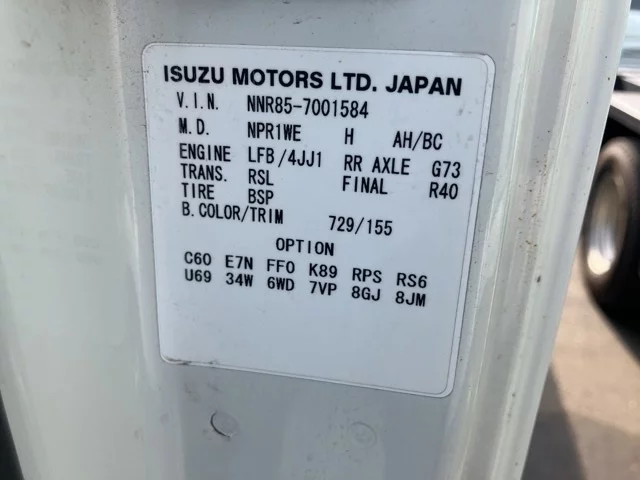 ISUZU MOTORS LTD. JAPAN
V.I.N. NNR85-7001584
M.D. NPR1WE H AH/BC
ENGINE LFB/4JJ1 RR AXLE G73
TRANS. RSL FINAL R40
TIRE BSP
B.COLOR/TRIM 729/155
OPTION
C60 E7N FF0 K89 RPS RS6
U69 34W 6WD 7VP 8GJ 8JM